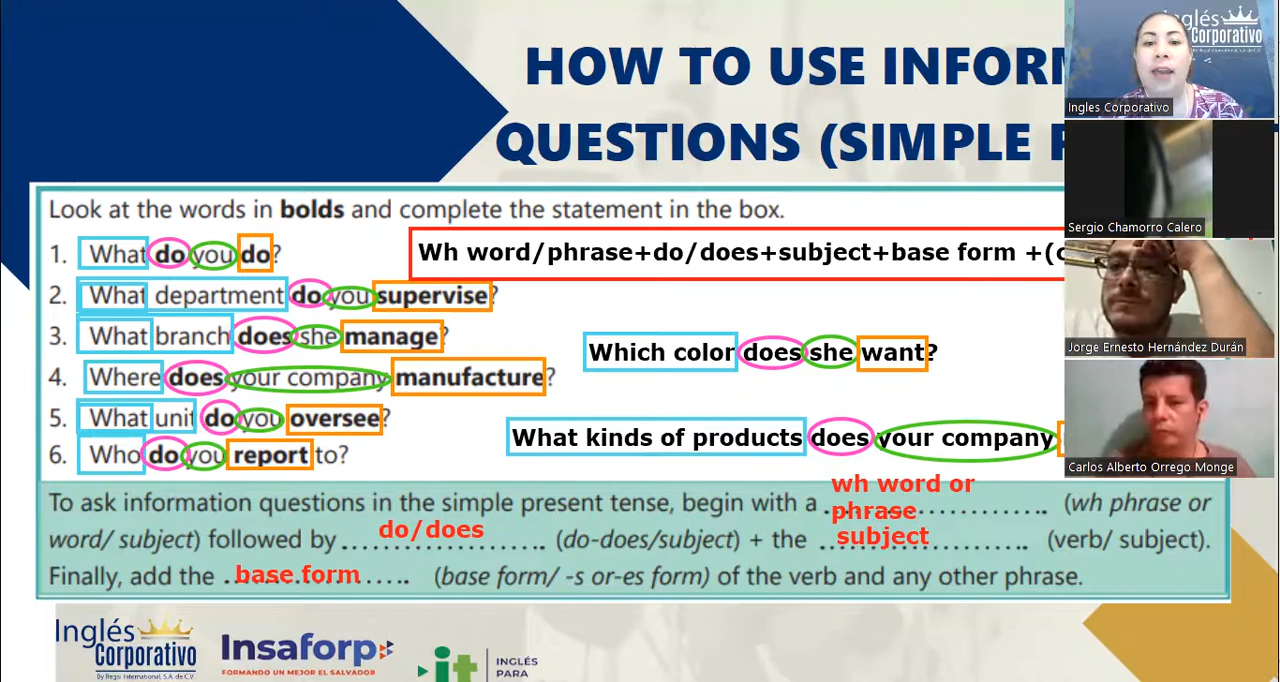 HOW TO USE INFORM
QUESTIONS (SIMPLE P
Look at the words in bolds and complete the statement in the box.
1. What do you do?
2. What department do you supervise?
3. What branch does she manage?
4. Where does your company manufacture?
5. What unit do you oversee?
6. Who do you report to?
Wh word/phrase+do/does+subject+base form +(c
Which color does she want?
What kinds of products does your company
To ask information questions in the simple present tense, begin with a wh word or phrase (wh phrase or
word/ subject) followed by do/does (do-does/subject) + the subject (verb/ subject).
Finally, add the base form (base form/ -s or-es form) of the verb and any other phrase.
Inglés
Corporativo
By Regal International, S.A. de C.V.
Insaforp
FORMANDO UN MEJOR EL SALVADOR
it
INGLÉS
PARA
Inglés
Corporativo
By Regal International, S.A. de C.V.
Ingles Corporativo
Sergio Chamorro Calero
Jorge Ernesto Hernández Durán
Carlos Alberto Orrego Monge